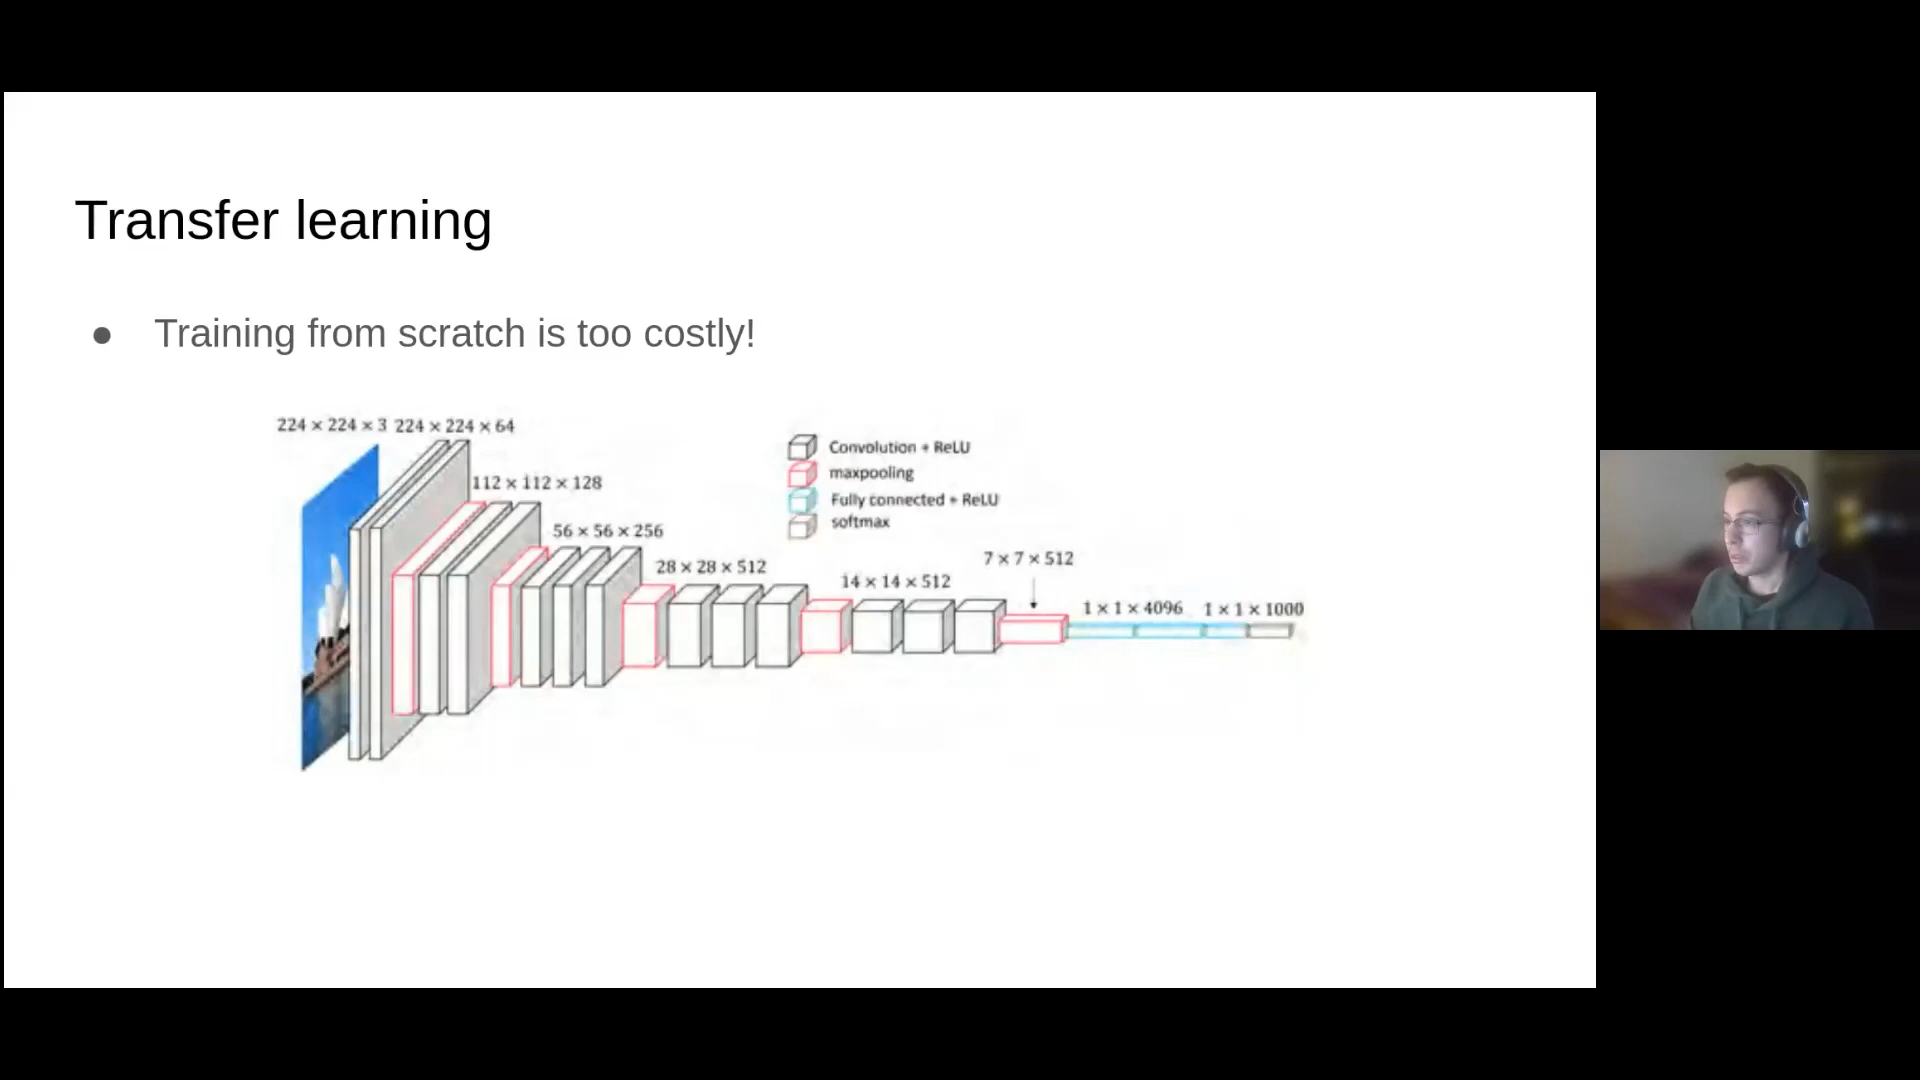 Transfer learning
● Training from scratch is too costly!
224 × 224 × 3 224 × 224 × 64
112 × 112 × 128
56 × 56 × 256
28 × 28 × 512
14 × 14 × 512
7 × 7 × 512
1 × 1 × 4096 1 × 1 × 1000
Convolution + ReLU
maxpooling
Fully connected + ReLU
softmax